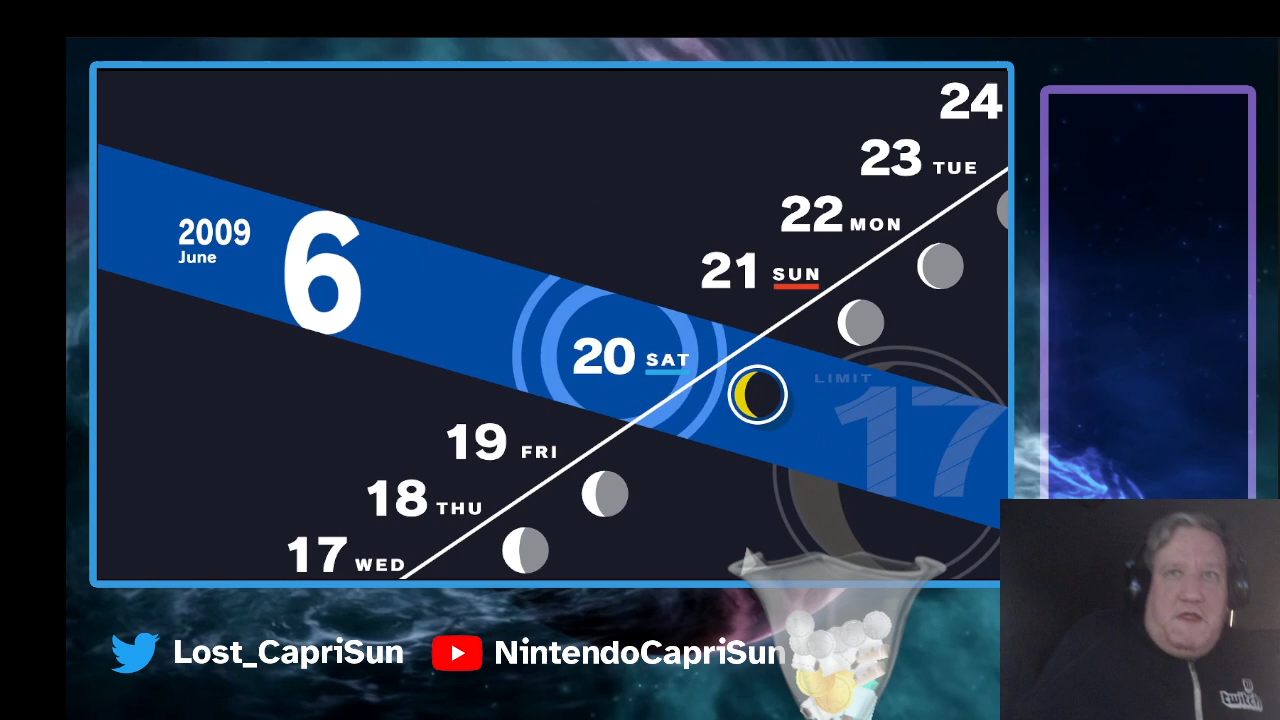 24
23 TUE
22 MON
21 SUN
2009
June
6
20 SAT
LIMIT
17
19 FRI
18 THU
17 WED
Lost_CapriSun
NintendoCapriSun
twitch